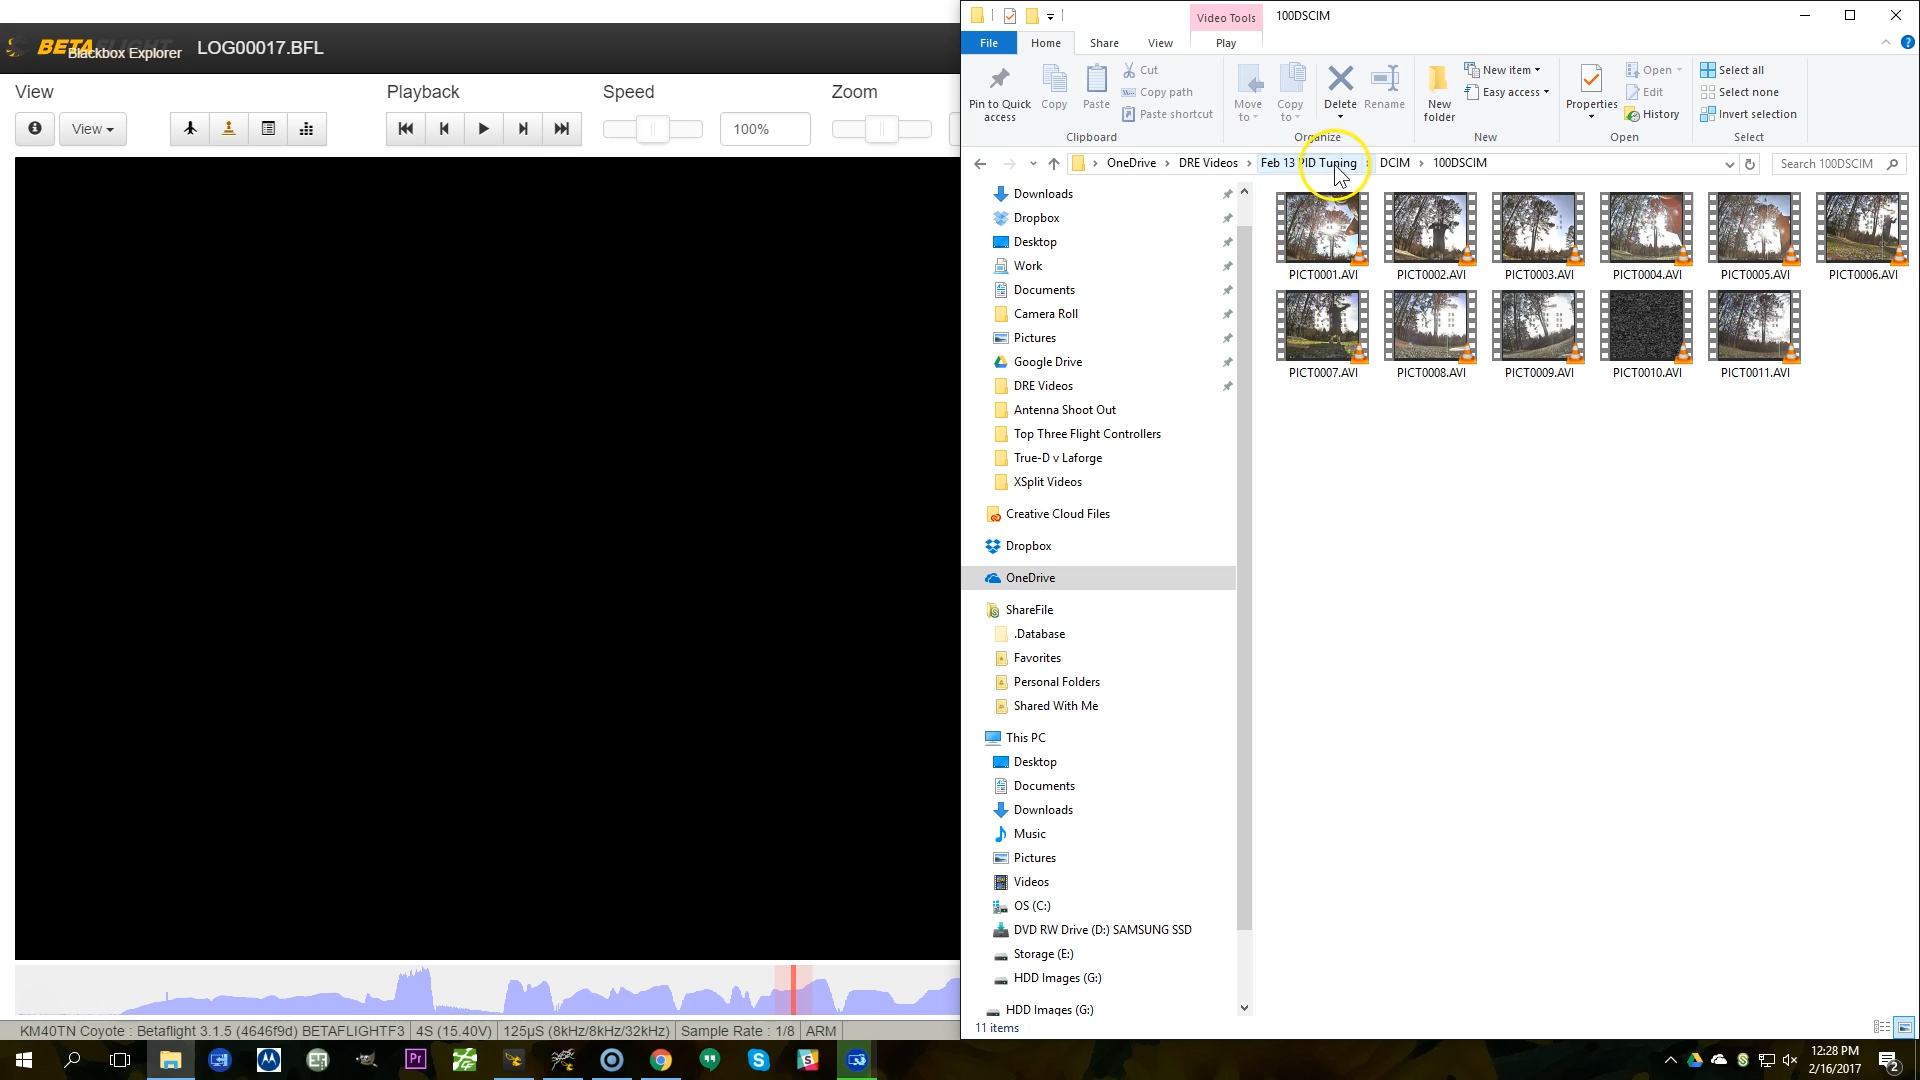 BETAFLIGHT
Blackbox Explorer
LOG00017.BFL
View
Playback
Speed
Zoom
View
100%
KM40TN Coyote : Betaflight 3.1.5 (4646f9d) BETAFLIGHTF3
4S (15.40V)
125µS (8kHz/8kHz/32kHz)
Sample Rate : 1/8
ARM
Video Tools
100DSCIM
File
Home
Share
View
Play
Pin to Quick access
Copy
Paste
Cut
Copy path
Paste shortcut
Clipboard
Move to
Copy to
Delete
Rename
Organize
New folder
New item
Easy access
New
Properties
Open
Edit
History
Open
Select all
Select none
Invert selection
Select
OneDrive > DRE Videos > Feb 13 PID Tuning > DCIM > 100DSCIM
Search 100DSCIM
Downloads
Dropbox
Desktop
Work
Documents
Camera Roll
Pictures
Google Drive
DRE Videos
Antenna Shoot Out
Top Three Flight Controllers
True-D v Laforge
XSplit Videos
Creative Cloud Files
Dropbox
OneDrive
ShareFile
.Database
Favorites
Personal Folders
Shared With Me
This PC
Desktop
Documents
Downloads
Music
Pictures
Videos
OS (C:)
DVD RW Drive (D:) SAMSUNG SSD
Storage (E:)
HDD Images (G:)
HDD Images (G:)
11 items
PICT0001.AVI
PICT0002.AVI
PICT0003.AVI
PICT0004.AVI
PICT0005.AVI
PICT0006.AVI
PICT0007.AVI
PICT0008.AVI
PICT0009.AVI
PICT0010.AVI
PICT0011.AVI
Pr
12:28 PM
2/16/2017
2